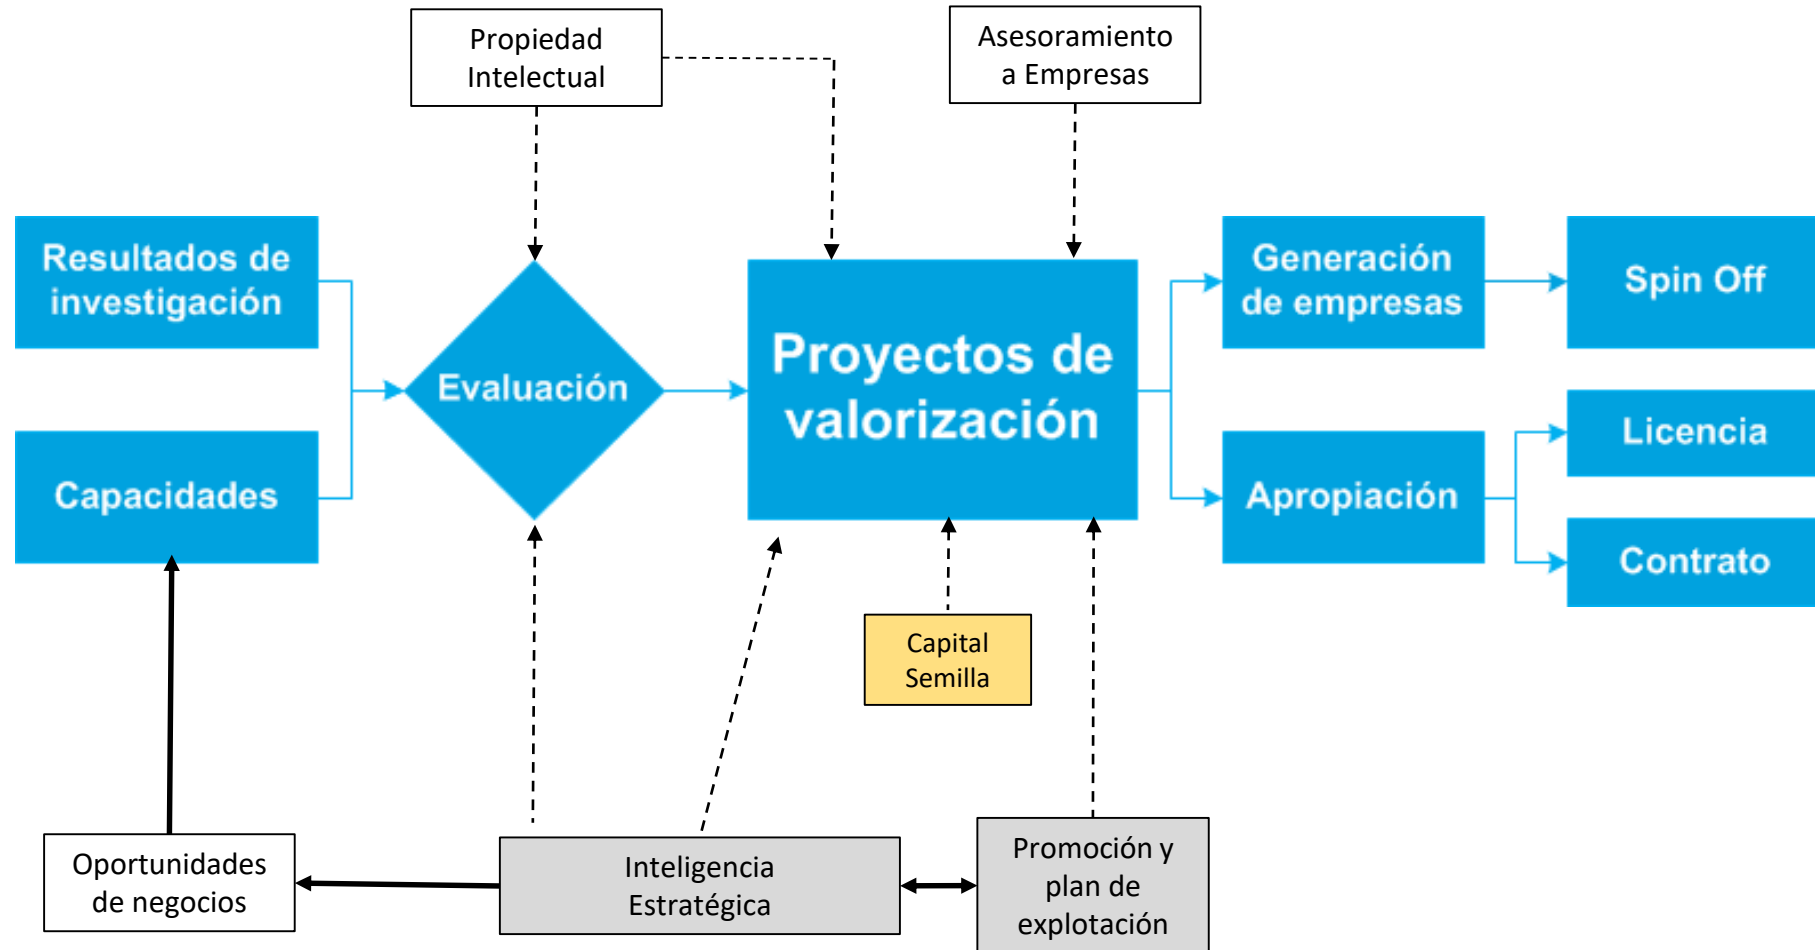 Propiedad
Intelectual
Asesoramiento
a Empresas
Resultados de
investigación
Capacidades
Evaluación
Proyectos de
valorización
Generación
de empresas
Spin Off
Apropiación
Licencia
Contrato
Capital
Semilla
Oportunidades
de negocios
Inteligencia
Estratégica
Promoción y
plan de
explotación